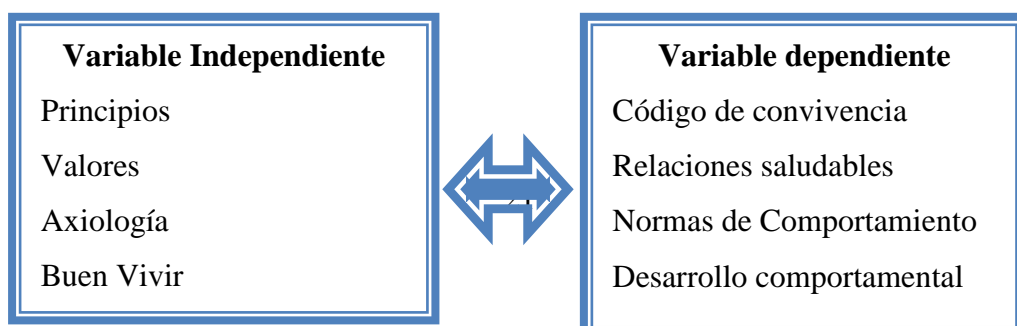 Variable Independiente
Principios
Valores
Axiología
Buen Vivir
Variable dependiente
Código de convivencia
Relaciones saludables
Normas de Comportamiento
Desarrollo comportamental